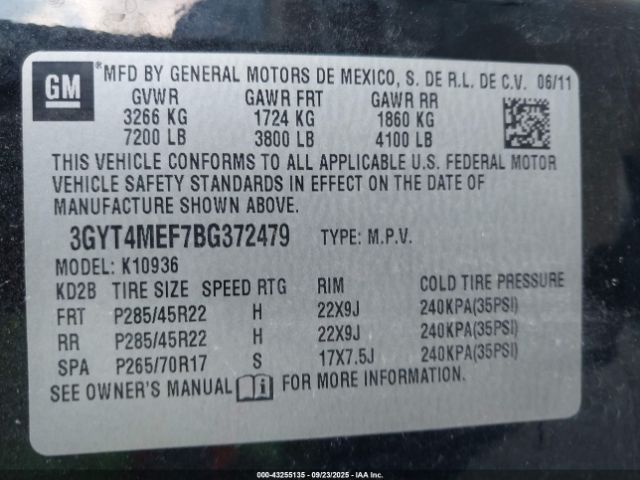 GM
*MFD BY GENERAL MOTORS DE MEXICO, S. DE R.L. DE C.V. 06/11
GVWR GAWR FRT GAWR RR
3266 KG 1724 KG 1860 KG
7200 LB 3800 LB 4100 LB
THIS VEHICLE CONFORMS TO ALL APPLICABLE U.S. FEDERAL MOTOR
VEHICLE SAFETY STANDARDS IN EFFECT ON THE DATE OF
MANUFACTURE SHOWN ABOVE.
3GYT4MEF7BG372479 TYPE: M.P.V.
MODEL: K10936
KD2B TIRE SIZE SPEED RTG RIM COLD TIRE PRESSURE
FRT P285/45R22 H 22X9J 240KPA(35PSI)
RR P285/45R22 H 22X9J 240KPA(35PSI)
SPA P265/70R17 S 17X7.5J 240KPA(35PSI)
SEE OWNER'S MANUAL FOR MORE INFORMATION.
000-43255135 - 09/23/2025 - IAA, Inc.